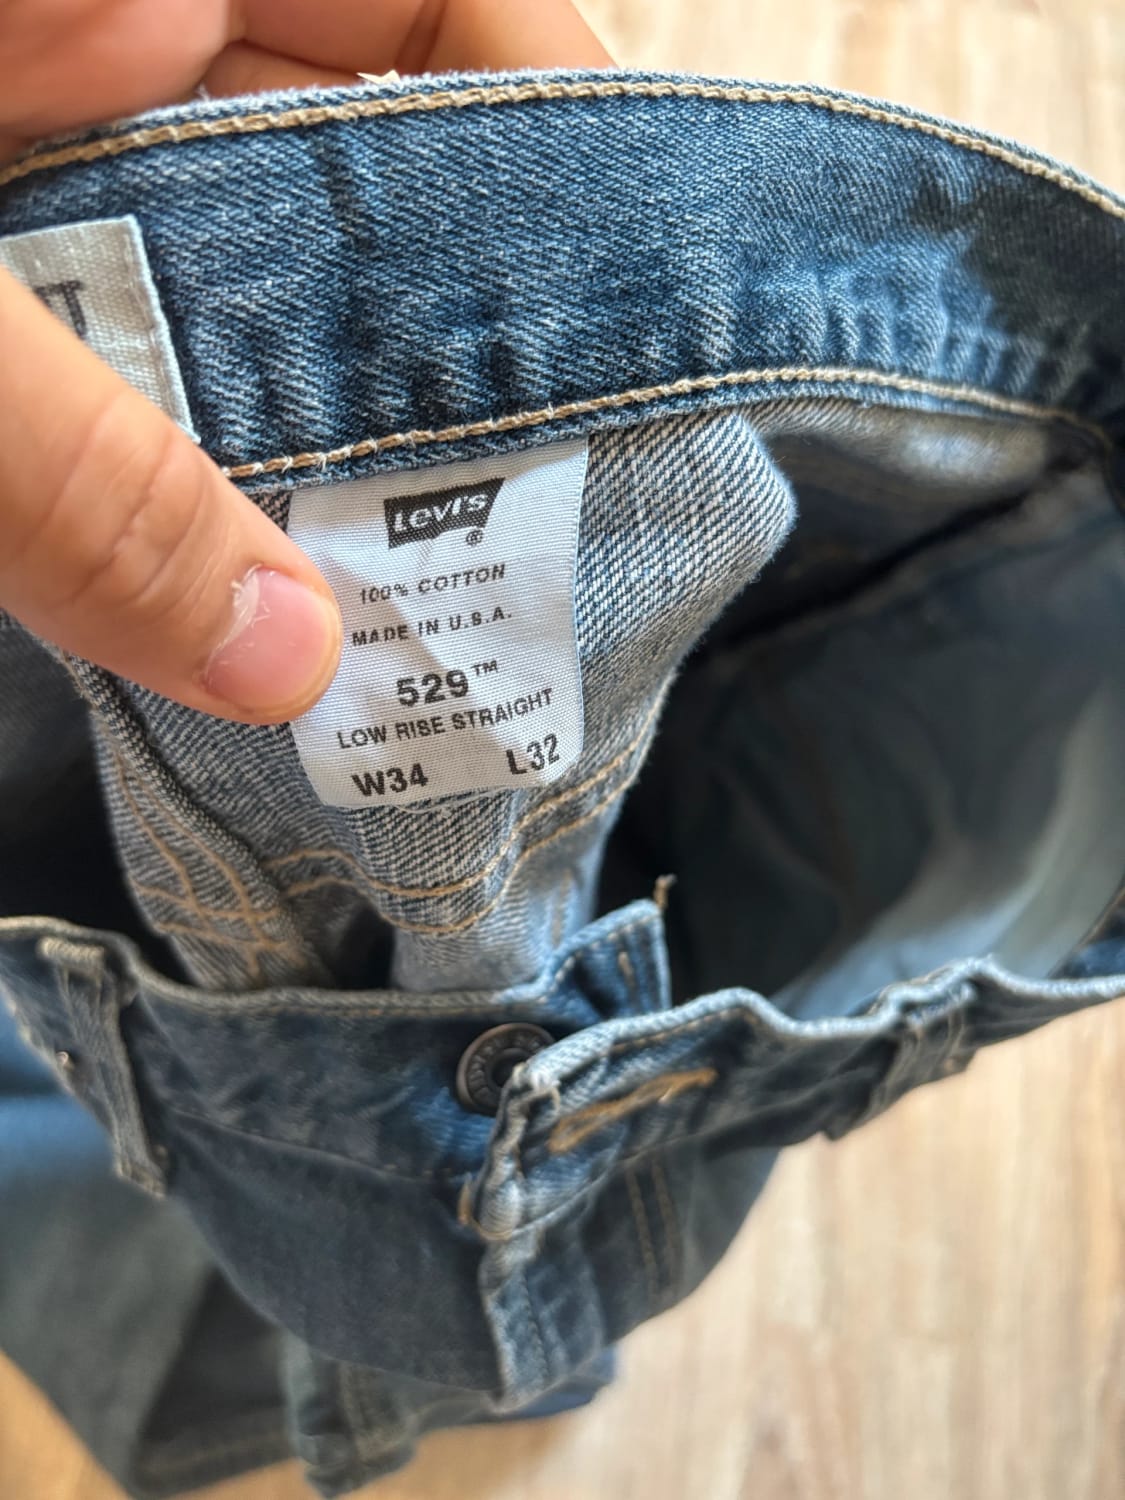 Levi's
®
100% COTTON
MADE IN U.S.A.
529™
LOW RISE STRAIGHT
W34 L32